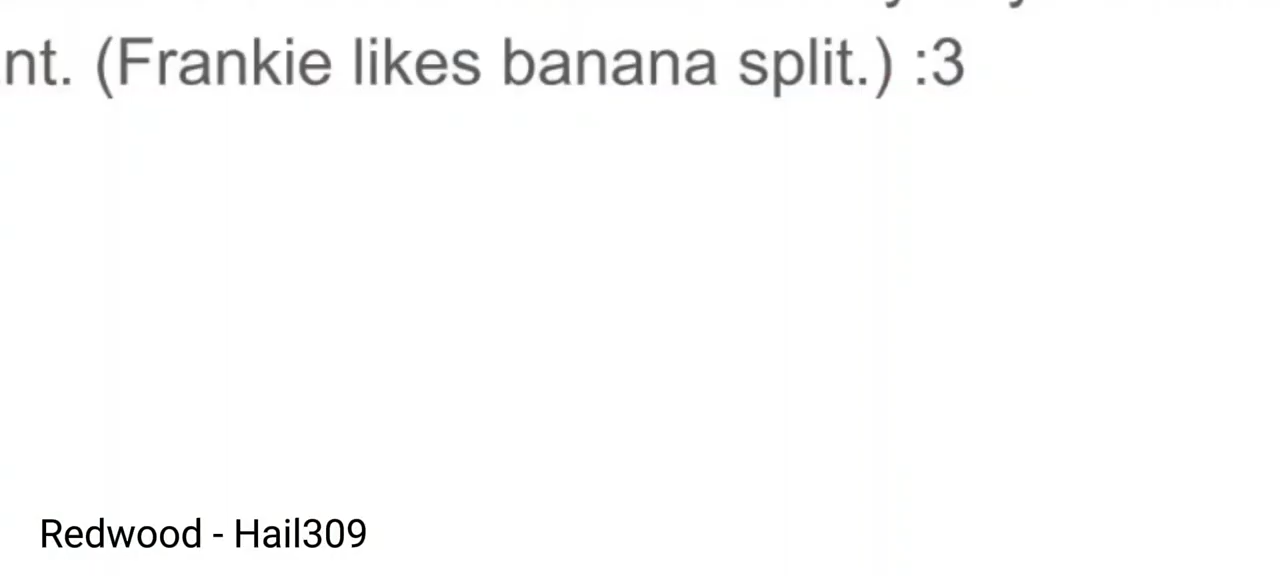 nt. (Frankie likes banana split.) :3
Redwood - Hail309